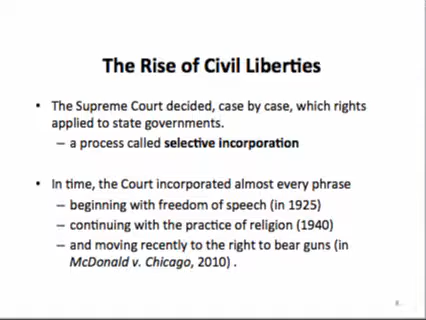 The Rise of Civil Liberties
• The Supreme Court decided, case by case, which rights
applied to state governments.
– a process called selective incorporation
• In time, the Court incorporated almost every phrase
– beginning with freedom of speech (in 1925)
– continuing with the practice of religion (1940)
– and moving recently to the right to bear guns (in
McDonald v. Chicago, 2010) .